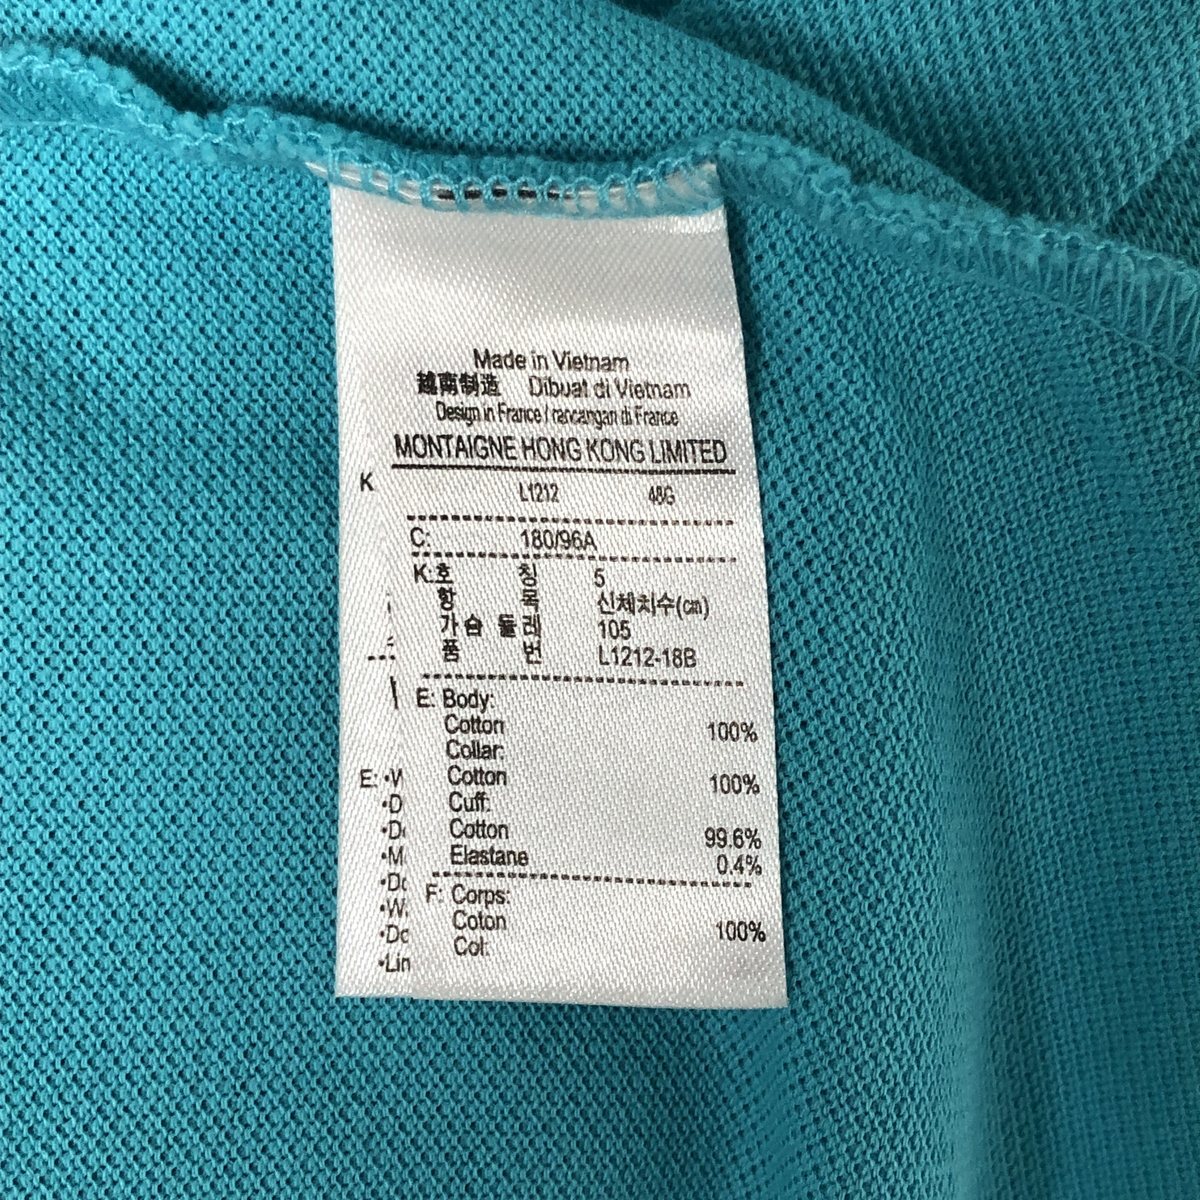 Made in Vietnam
越南制造 Dibuat di Vietnam
Design in France / rancangan di France
MONTAIGNE HONG KONG LIMITED
K
L1212 48G
C: 180/96A
K:호 칭 5
항 목 신체치수(cm)
가슴 둘레 105
품 번 L1212-18B
E: Body:
Cotton 100%
Collar:
Cotton 100%
Cuff:
Cotton 99.6%
Elastane 0.4%
F: Corps:
Coton 100%
Col:
E:
•Lin